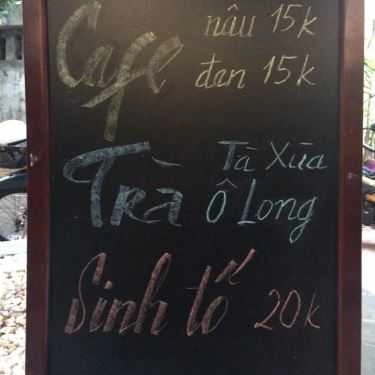 Cafe nâu 15k
đen 15k
Trà Tà Xùa
Ô Long
Sinh tố 20k